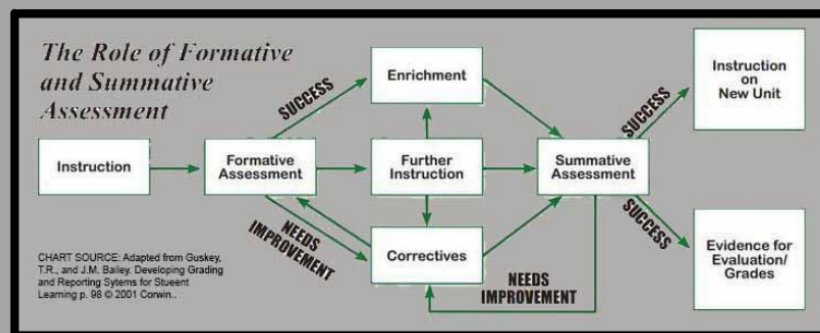 The Role of Formative
and Summative
Assessment
Instruction
Formative
Assessment
SUCCESS
Enrichment
Further
Instruction
NEEDS
IMPROVEMENT
Correctives
Summative
Assessment
NEEDS
IMPROVEMENT
SUCCESS
Instruction
on
New Unit
SUCCESS
Evidence for
Evaluation/
Grades
CHART SOURCE: Adapted from Guskey,
T.R., and J.M. Bailey. Developing Grading
and Reporting Sytems for Stueent
Learning p. 98 © 2001 Corwin..